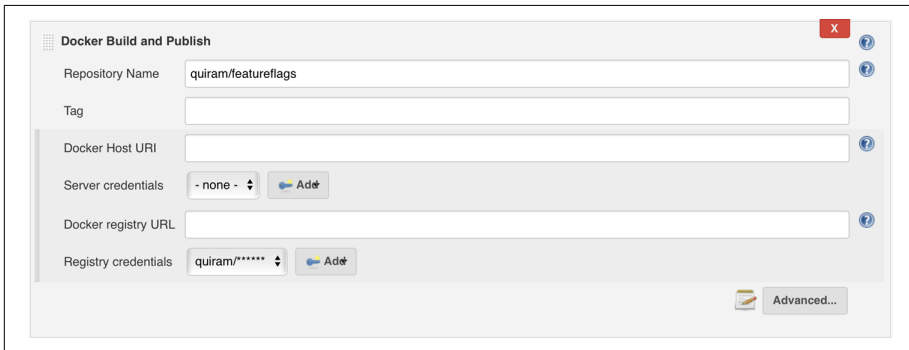 X
Docker Build and Publish
Repository Name quiram/featureflags
Tag
Docker Host URI
Server credentials - none - Add
Docker registry URL
Registry credentials quiram/****** Add
Advanced...